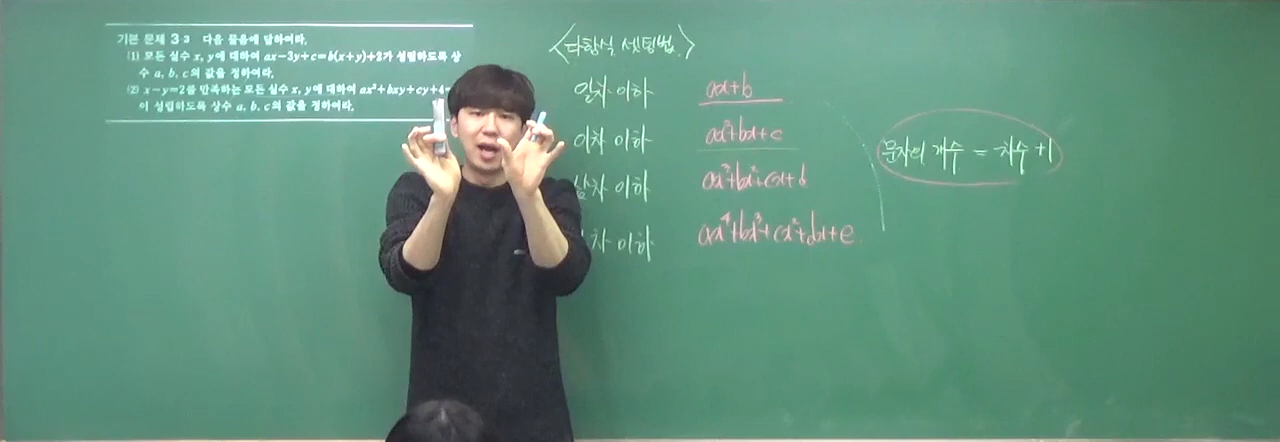 기본 문제 3-3 다음 물음에 답하여라.
(1) 모든 실수 x, y에 대하여 ax-3y+c=b(x+y)+2가 성립하도록 상
수 a, b, c의 값을 정하여라.
(2) x-y=2를 만족하는 모든 실수 x, y에 대하여 ax²+bxy+cy+4
이 성립하도록 상수 a, b, c의 값을 정하여라.
<다항식 셋팅법>
일차 이하 ax+b
이차 이하 ax²+bx+c
삼차 이하 ax³+bx²+cx+d
차 이하 ax⁴+bx³+cx²+dx+e
문자의 개수 = 차수 +1